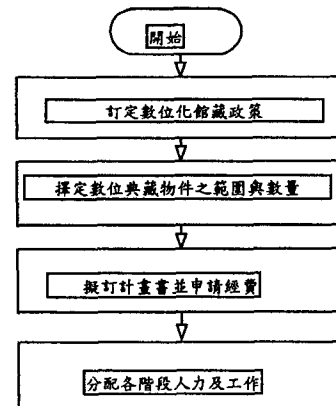 開始
訂定數位化館藏政策
擇定數位典藏物件之範圍與數量
擬訂計畫書並申請經費
分配各階段人力及工作